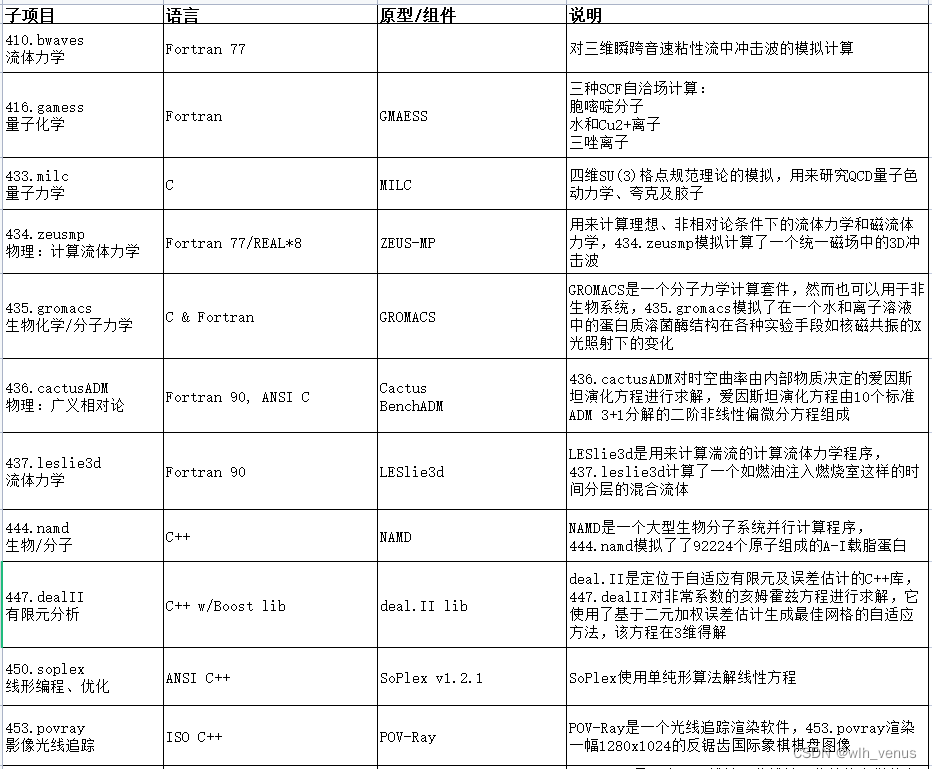 子项目 语言 原型/组件 说明
410.bwaves
流体力学
Fortran 77
对三维瞬跨音速粘性流中冲击波的模拟计算
416.gamess
量子化学
Fortran
GMAESS
三种SCF自洽场计算：
胞嘧啶分子
水和Cu2+离子
三唑离子
433.milc
量子力学
C
MILC
四维SU(3)格点规范理论的模拟，用来研究QCD量子色
动力学、夸克及胶子
434.zeusmp
物理：计算流体力学
Fortran 77/REAL*8
ZEUS-MP
用来计算理想、非相对论条件下的流体力学和磁流体
力学，434.zeusmp模拟计算了一个统一磁场中的3D冲
击波
435.gromacs
生物化学/分子力学
C & Fortran
GROMACS
GROMACS是一个分子力学计算套件，然而也可以用于非
生物系统，435.gromacs模拟了在一个水和离子溶液
中的蛋白质溶菌酶结构在各种实验手段如核磁共振的X
光照射下的变化
436.cactusADM
物理：广义相对论
Fortran 90, ANSI C
Cactus
BenchADM
436.cactusADM对时空曲率由内部物质决定的爱因斯
坦演化方程进行求解，爱因斯坦演化方程由10个标准
ADM 3+1分解的二阶非线性偏微分方程组成
437.leslie3d
流体力学
Fortran 90
LESlie3d
LESlie3d是用来计算湍流的计算流体力学程序，
437.leslie3d计算了一个如燃油注入燃烧室这样的时
间分层的混合流体
444.namd
生物/分子
C++
NAMD
NAMD是一个大型生物分子系统并行计算程序，
444.namd模拟了了92224个原子组成的A-I载脂蛋白
447.dealII
有限元分析
C++ w/Boost lib
deal.II lib
deal.II是定位于自适应有限元及误差估计的C++库，
447.dealII对非常系数的亥姆霍兹方程进行求解，它
使用了基于二元加权误差估计生成最佳网格的自适应
方法，该方程在3维得解
450.soplex
线形编程、优化
ANSI C++
SoPlex v1.2.1
SoPlex使用单纯形算法解线性方程
453.povray
影像光线追踪
ISO C++
POV-Ray
POV-Ray是一个光线追踪渲染软件，453.povray渲染
一幅1280x1024的反锯齿国际象棋棋盘图像
CSDN @wlh_venus